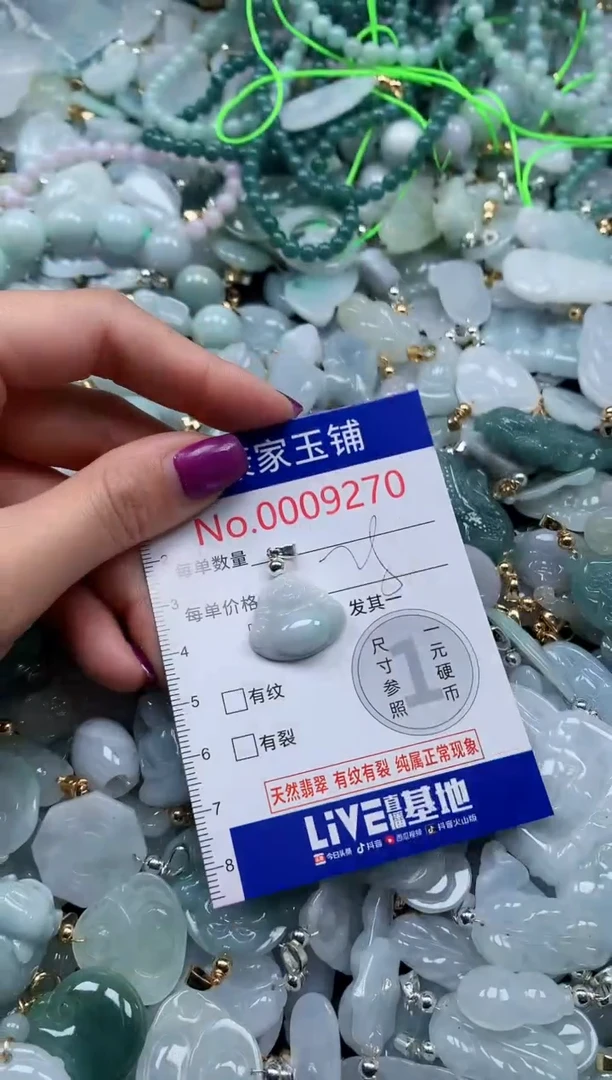 家玉铺
No.0009270
每单数量
每单价格
发其一
3
4
5
6
7
8
尺寸参照
1
一元硬币
有纹
有裂
天然翡翠 有纹有裂 纯属正常现象
LiVE直播基地
今日头条 抖音 西瓜视频 抖音火山版